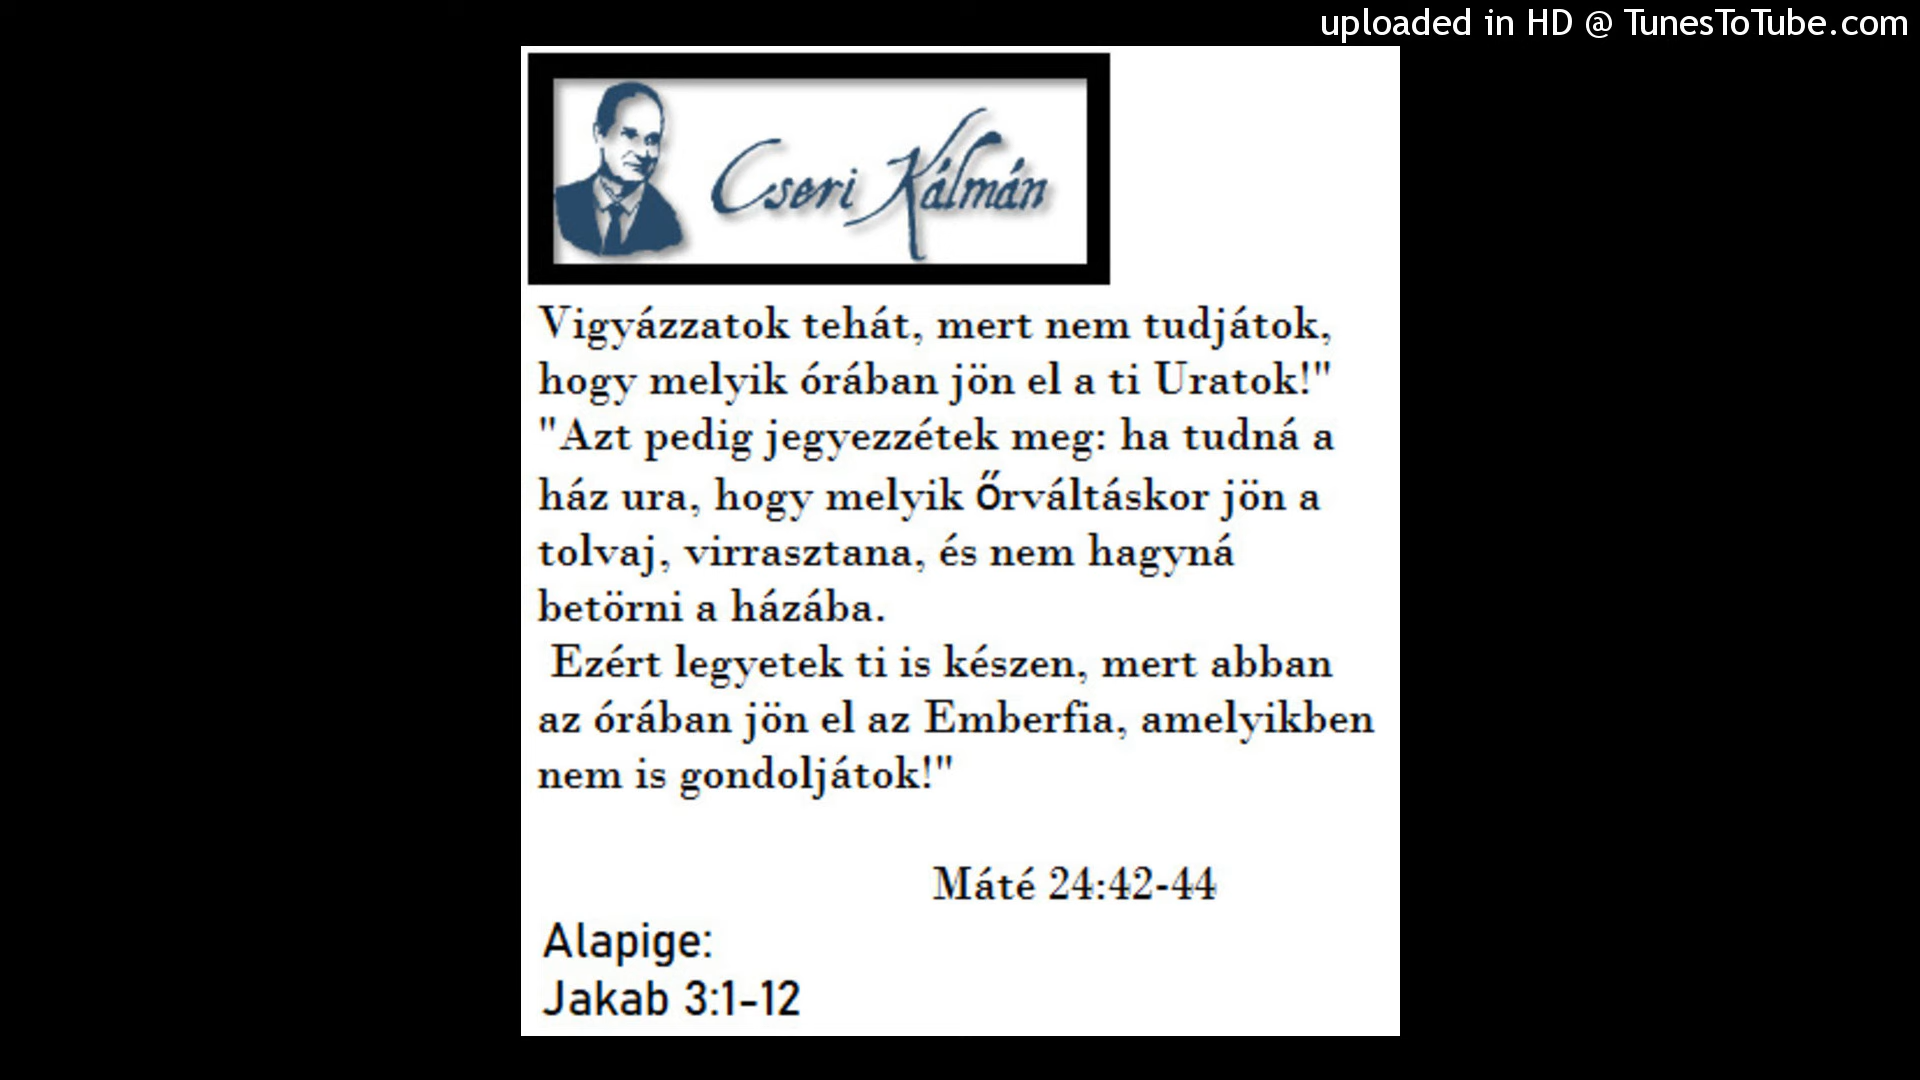 uploaded in HD @ TunesToTube.com
Cseri Kálmán
Vigyázzatok tehát, mert nem tudjátok,
hogy melyik órában jön el a ti Uratok!"
"Azt pedig jegyezzétek meg: ha tudná a
ház ura, hogy melyik Őrváltáskor jön a
tolvaj, virrasztana, és nem hagyná
betörni a házába.
Ezért legyetek ti is készen, mert abban
az órában jön el az Emberfia, amelyikben
nem is gondoljátok!"
Máté 24:42-44
Alapige:
Jakab 3:1-12